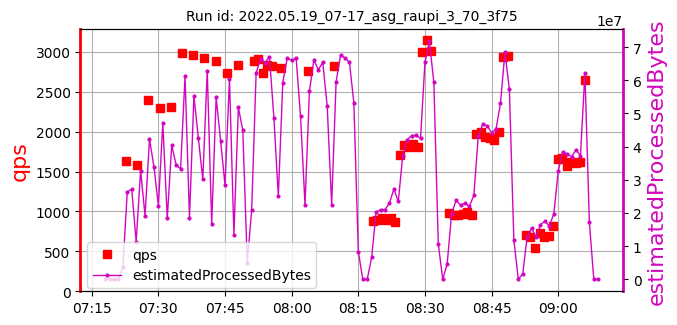 Run id: 2022.05.19_07-17_asg_raupi_3_70_3f75
1e7
3000
2500
2000
1500
1000
500
0
qps
7
6
5
4
3
2
1
0
estimatedProcessedBytes
qps
estimatedProcessedBytes
07:15 07:30 07:45 08:00 08:15 08:30 08:45 09:00